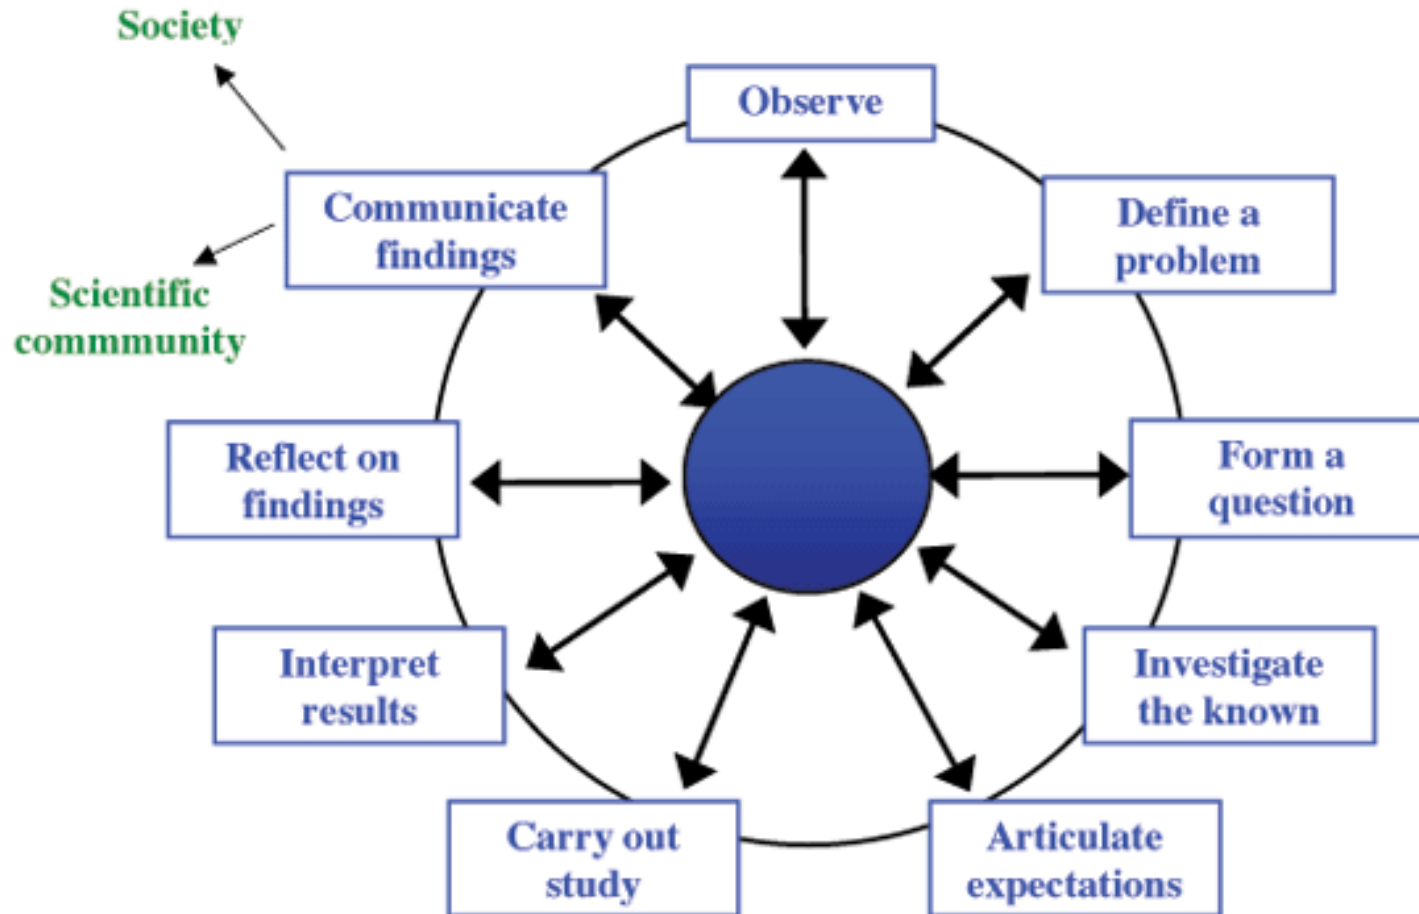 Society
Observe
Communicate
findings
Define a
problem
Scientific
commmunity
Reflect on
findings
Form a
question
Interpret
results
Investigate
the known
Carry out
study
Articulate
expectations